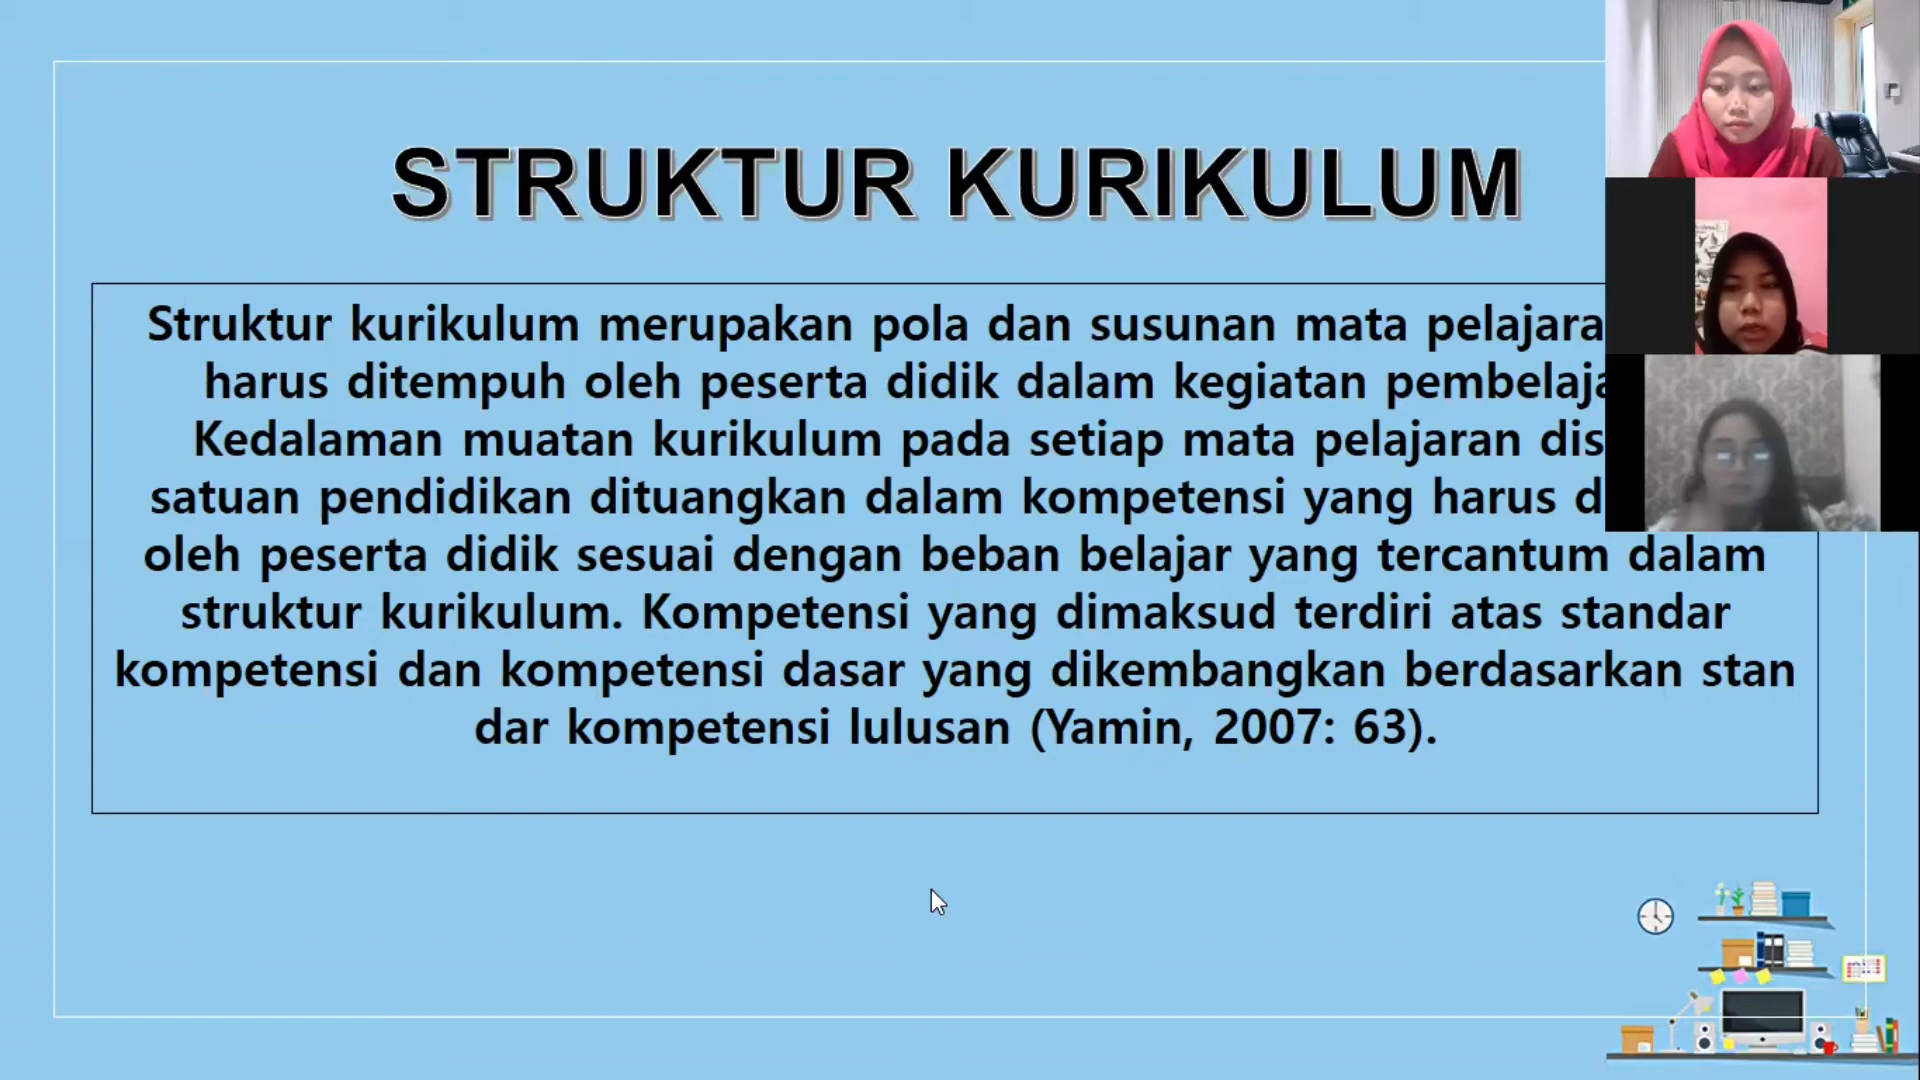 STRUKTUR KURIKULUM
Struktur kurikulum merupakan pola dan susunan mata pelajara
harus ditempuh oleh peserta didik dalam kegiatan pembelaja
Kedalaman muatan kurikulum pada setiap mata pelajaran dis
satuan pendidikan dituangkan dalam kompetensi yang harus d
oleh peserta didik sesuai dengan beban belajar yang tercantum dalam
struktur kurikulum. Kompetensi yang dimaksud terdiri atas standar
kompetensi dan kompetensi dasar yang dikembangkan berdasarkan stan
dar kompetensi lulusan (Yamin, 2007: 63).